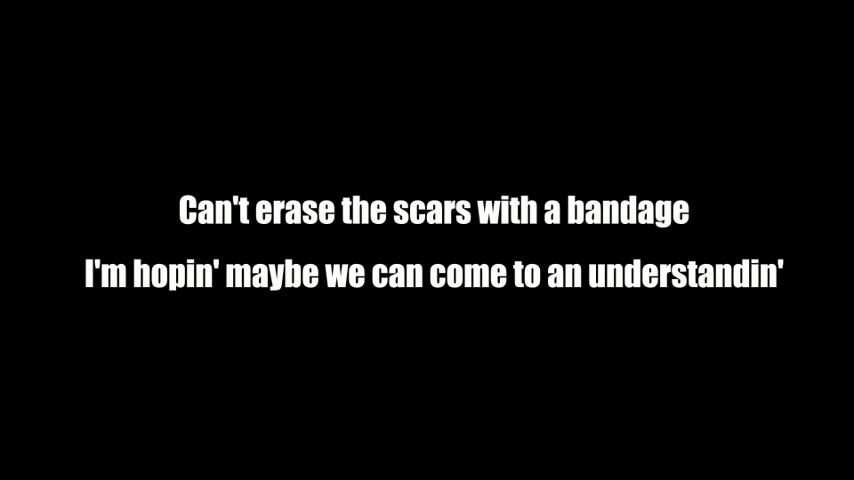 Can't erase the scars with a bandage
I'm hopin' maybe we can come to an understandin'